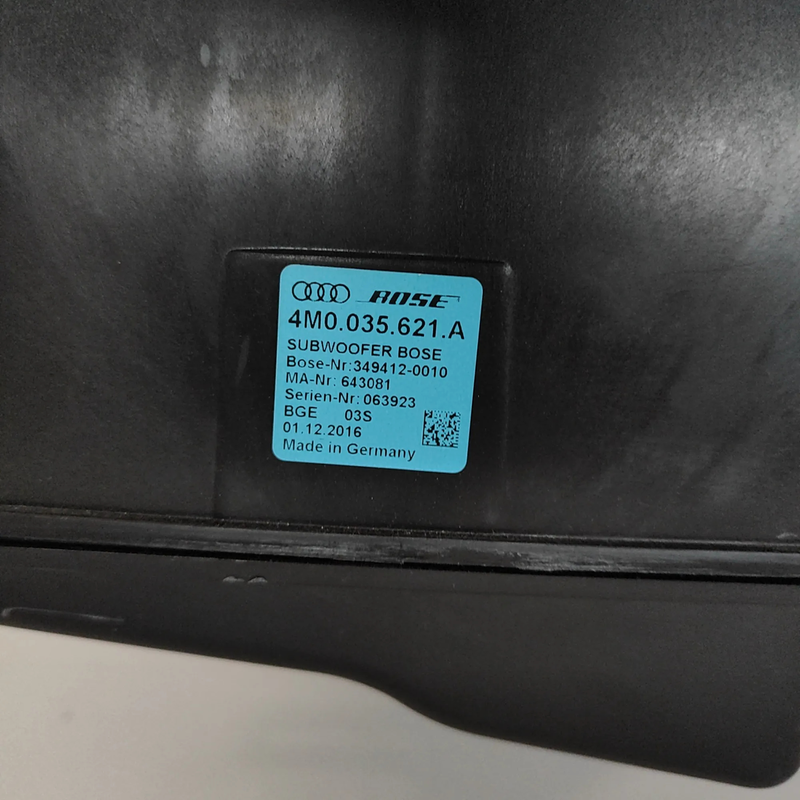 BOSE
4M0.035.621.A
SUBWOOFER BOSE
Bose-Nr:349412-0010
MA-Nr: 643081
Serien-Nr: 063923
BGE 03S
01.12.2016
Made in Germany